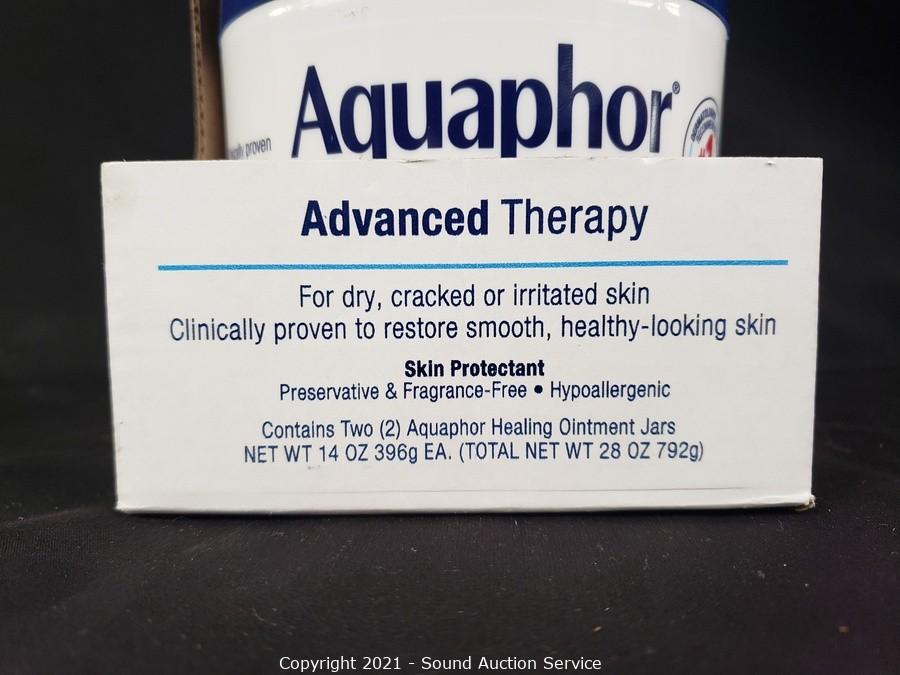 Aquaphor®
proven
#1
Advanced Therapy
For dry, cracked or irritated skin
Clinically proven to restore smooth, healthy-looking skin
Skin Protectant
Preservative & Fragrance-Free • Hypoallergenic
Contains Two (2) Aquaphor Healing Ointment Jars
NET WT 14 OZ 396g EA. (TOTAL NET WT 28 OZ 792g)
Copyright 2021 - Sound Auction Service